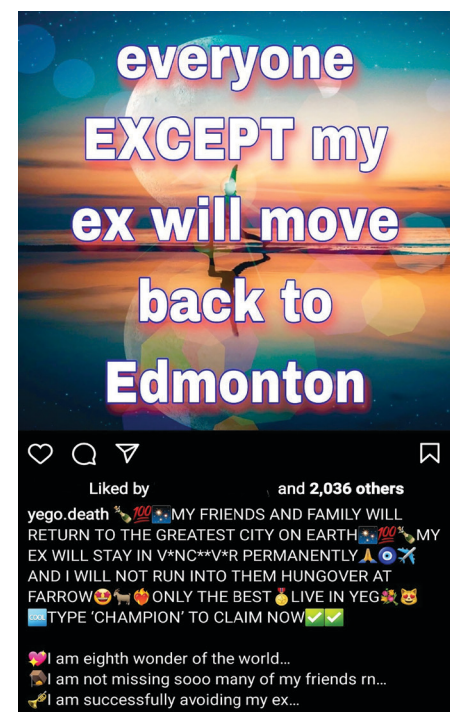 everyone
EXCEPT my
ex will move
back to
Edmonton
Liked by and 2,036 others
yego.death 🍾💯🌠MY FRIENDS AND FAMILY WILL
RETURN TO THE GREATEST CITY ON EARTH🌠💯🍾MY
EX WILL STAY IN V*NC**V*R PERMANENTLY🙏🧿✈️
AND I WILL NOT RUN INTO THEM HUNGOVER AT
FARROW🤩🐐❤️‍🔥ONLY THE BEST🏅LIVE IN YEG💐😻
🆒TYPE ‘CHAMPION’ TO CLAIM NOW✅✅
💖I am eighth wonder of the world...
🪨I am not missing sooo many of my friends rn...
🎺I am successfully avoiding my ex...